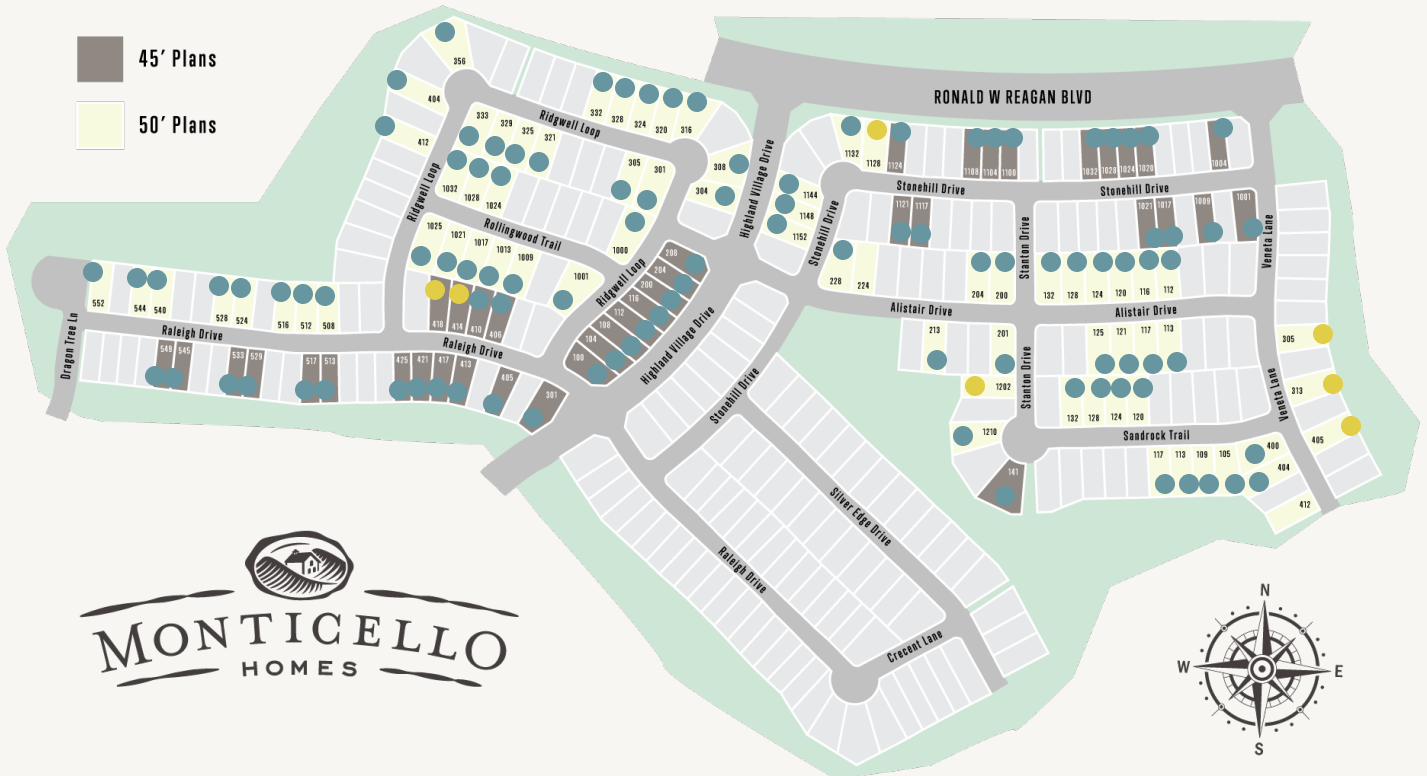 45' Plans
50' Plans
RONALD W REAGAN BLVD
356
404
412
332 328 324 320 316
Ridgwell Loop
333 329 325 321
305 301
308
304
1032 1028 1024
1000
Ridgwell Loop
Rollingwood Trail
1025 1021 1017 1013 1009
1001
418 414 410 406
Ridgwell Loop
208
204
200
116
112
108
104
100
Highland Village Drive
Highland Village Drive
552 544 540 528 524 516 512 508
Dragon Tree Ln
Raleigh Drive
Raleigh Drive
549 545 533 529 517 513 425 421 417 413 405 301
1132 1128 1124 1108 1104 1100 1032 1028 1024 1020 1004
Stonehill Drive
Stonehill Drive
1144
1148
1152
Stonehill Drive
1121 1117
1021 1017 1009 1001
Stanton Drive
Veneta Lane
228 224 204 200
132 128 124 120 116 112
Alistair Drive
Alistair Drive
213 201
1202
1210
141
Stanton Drive
125 121 117 113
132 128 124 120
Sandrock Trail
117 113 109 105
400
404
412
305
313
405
Veneta Lane
Stonehill Drive
Silver Edge Drive
Raleigh Drive
Crecent Lane
MONTICELLO
HOMES
N
W E
S